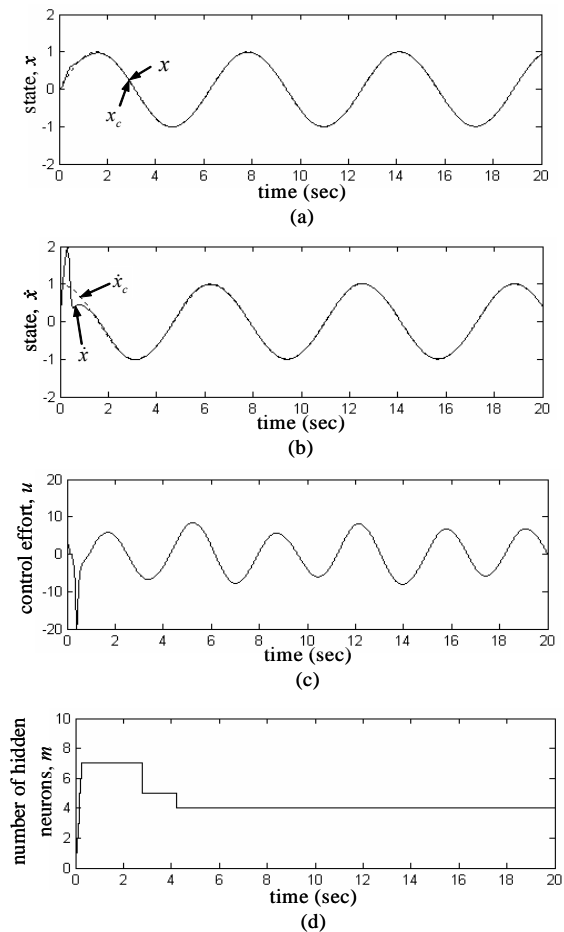 2
1
0
-1
-2
state, x
x
x_c
0 2 4 6 8 10 12 14 16 18 20
time (sec)
(a)
2
1
0
-1
-2
state, ẋ
ẋ_c
ẋ
0 2 4 6 8 10 12 14 16 18 20
time (sec)
(b)
20
10
0
-10
-20
control effort, u
0 2 4 6 8 10 12 14 16 18 20
time (sec)
(c)
10
8
6
4
2
0
number of hidden
neurons, m
0 2 4 6 8 10 12 14 16 18 20
time (sec)
(d)